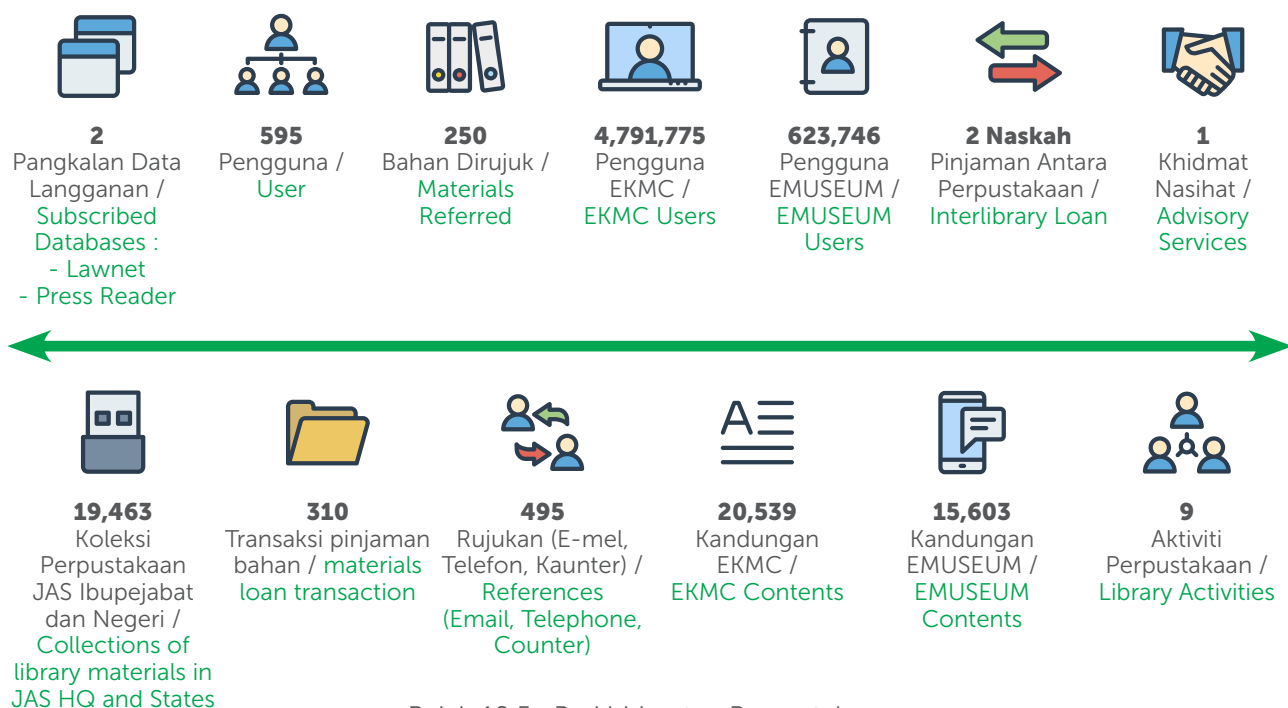 2
Pangkalan Data
Langganan /
Subscribed
Databases :
- Lawnet
- Press Reader
595
Pengguna /
User
250
Bahan Dirujuk /
Materials
Referred
4,791,775
Pengguna
EKMC /
EKMC Users
623,746
Pengguna
EMUSEUM /
EMUSEUM
Users
2 Naskah
Pinjaman Antara
Perpustakaan /
Interlibrary Loan
1
Khidmat
Nasihat /
Advisory
Services
19,463
Koleksi
Perpustakaan
JAS Ibupejabat
dan Negeri /
Collections of
library materials in
JAS HQ and States
310
Transaksi pinjaman
bahan / materials
loan transaction
495
Rujukan (E-mel,
Telefon, Kaunter) /
References
(Email, Telephone,
Counter)
A
20,539
Kandungan
EKMC /
EKMC Contents
15,603
Kandungan
EMUSEUM /
EMUSEUM
Contents
9
Aktiviti
Perpustakaan /
Library Activities